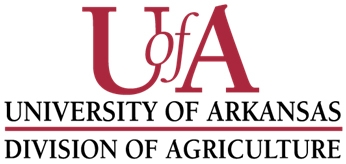 UofA
UNIVERSITY OF ARKANSAS
DIVISION OF AGRICULTURE